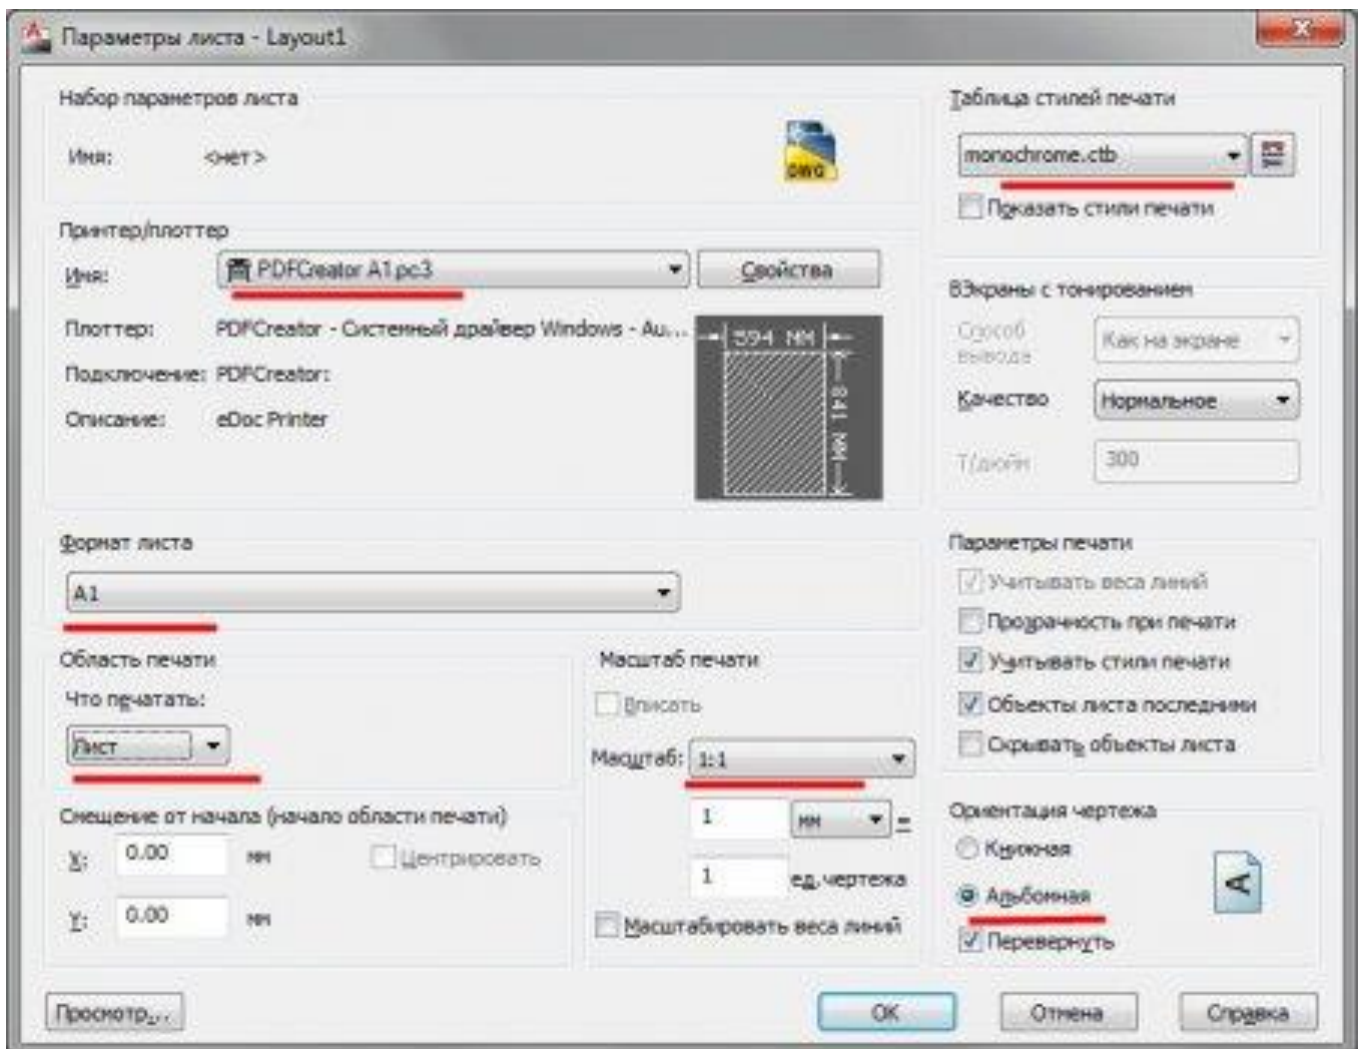 Параметры листа - Layout1
Набор параметров листа
Имя: <нет>
DWG
Таблица стилей печати
monochrome.ctb
Показать стили печати
Принтер/плоттер
Имя: PDFCreator A1.pc3 Свойства
Плоттер: PDFCreator - Системный драйвер Windows - Au...
Подключение: PDFCreator:
Описание: eDoc Printer
594 MM
841 MM
ВЭкраны с тонированием
Способ вывода Как на экране
Качество Нормальное
Т/дюйм 300
Формат листа
A1
Параметры печати
Учитывать веса линий
Прозрачность при печати
Учитывать стили печати
Объекты листа последними
Скрывать объекты листа
Область печати
Что печатать:
Лист
Масштаб печати
Вписать
Масштаб: 1:1
1 мм =
1 ед. чертежа
Масштабировать веса линий
Смещение от начала (начало области печати)
X: 0.00 мм Центрировать
Y: 0.00 мм
Ориентация чертежа
Книжная
Альбомная
Перевернуть
A
Просмотр... ОК Отмена Справка